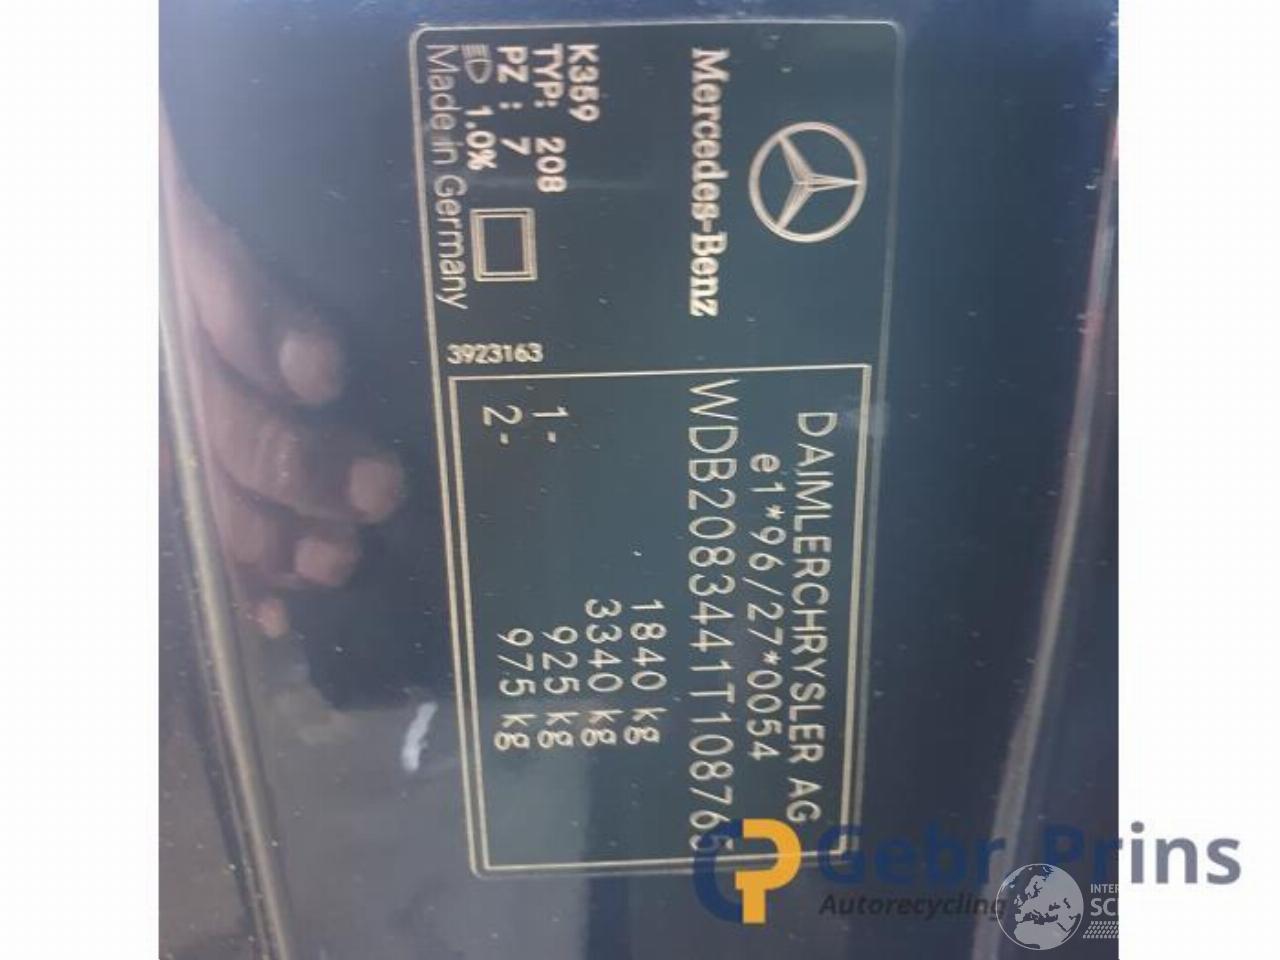 Mercedes-Benz
K359
TYP: 208
PZ : 7
1.0%
Made in Germany
3923163
DAIMLERCHRYSLER AG
e1*96/27*0054
WDB2083441T108765
1840 kg
3340 kg
1- 925 kg
2- 975 kg
Gebr Prins
Autorecycling